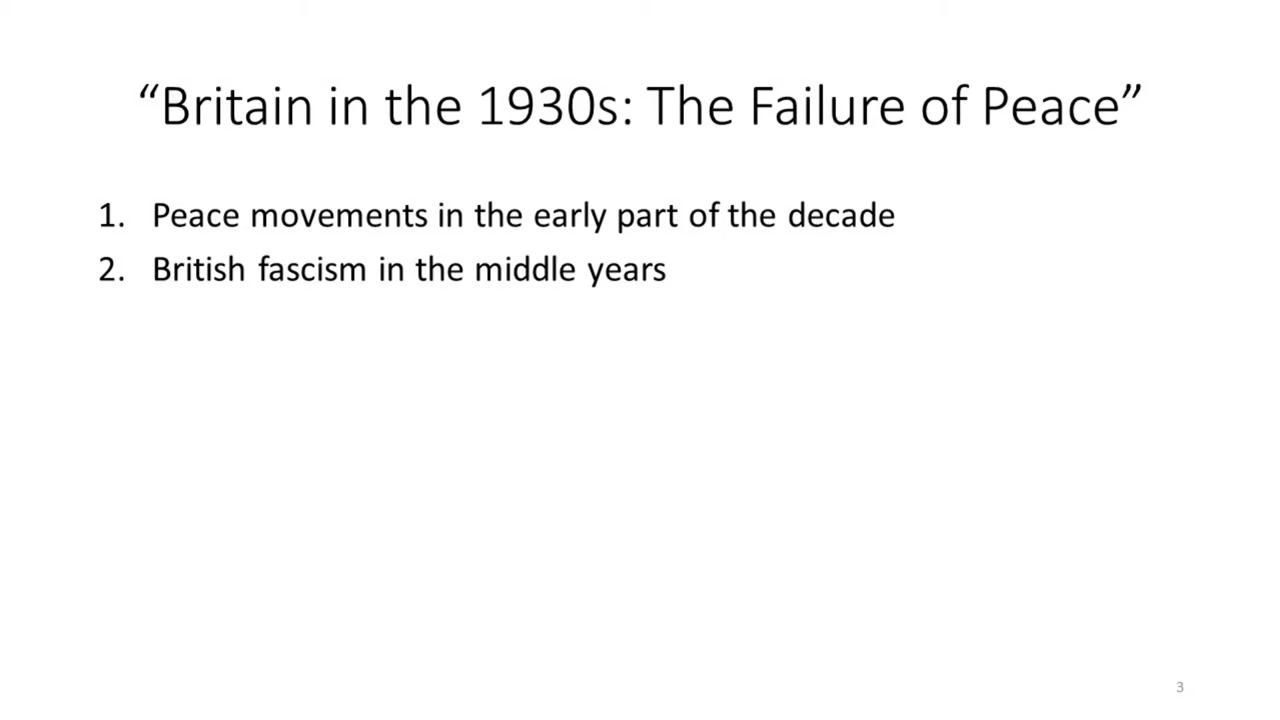 “Britain in the 1930s: The Failure of Peace”
1. Peace movements in the early part of the decade
2. British fascism in the middle years
3